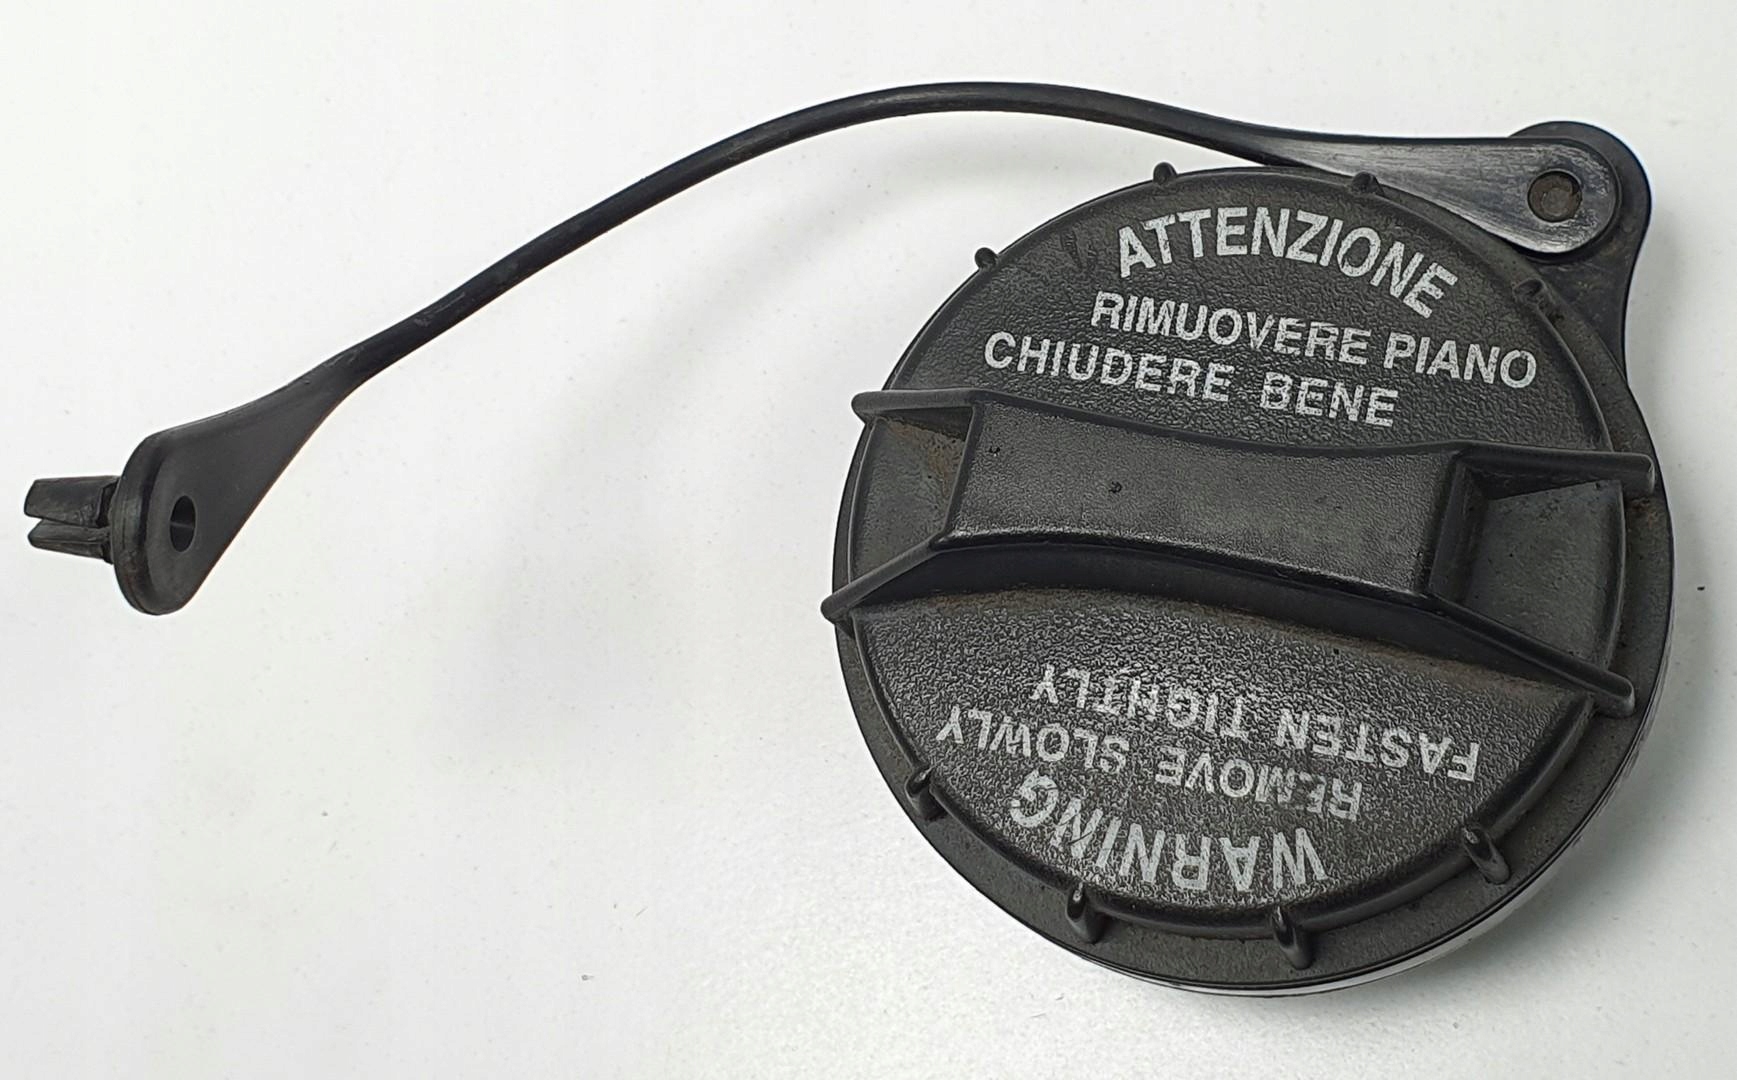 ATTENZIONE
RIMUOVERE PIANO
CHIUDERE BENE
WARNING
REMOVE SLOWLY
FASTEN TIGHTLY